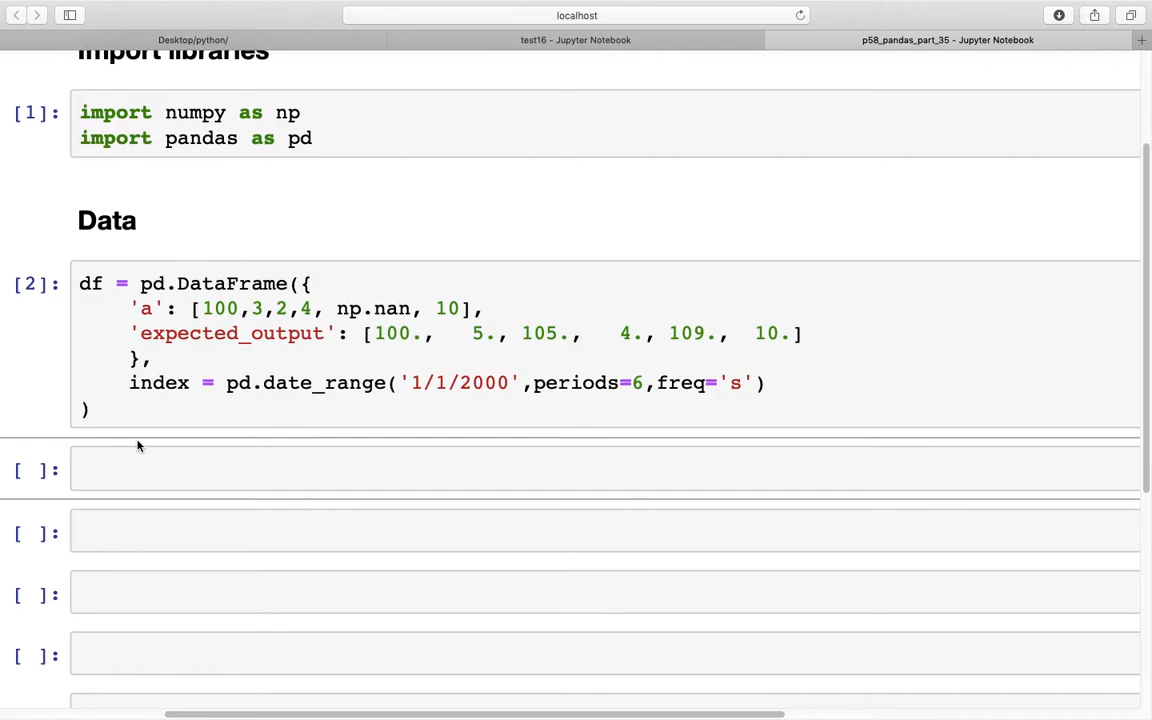 localhost
Desktop/python/
test16 - Jupyter Notebook
p58_pandas_part_35 - Jupyter Notebook
Import libraries
[1]:
import numpy as np
import pandas as pd
Data
[2]:
df = pd.DataFrame({
'a': [100,3,2,4, np.nan, 10],
'expected_output': [100., 5., 105., 4., 109., 10.]
},
index = pd.date_range('1/1/2000',periods=6,freq='s')
)
[ ]:
[ ]:
[ ]:
[ ]: